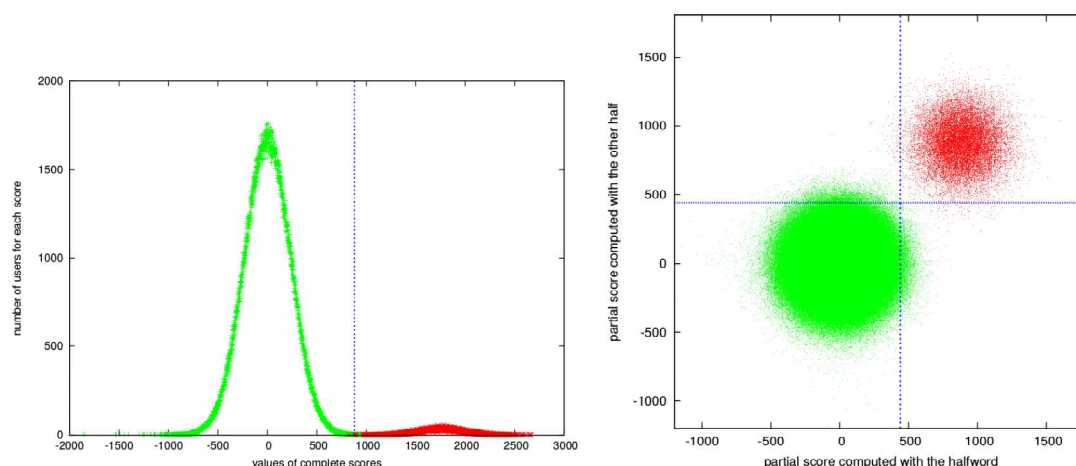 2000
1500
1000
500
0
-2000 -1500 -1000 -500 0 500 1000 1500 2000 2500 3000
values of complete scores
number of users for each score
1500
1000
500
0
-500
-1000
-1000 -500 0 500 1000 1500
partial score computed with the halfword
partial score computed with the other half